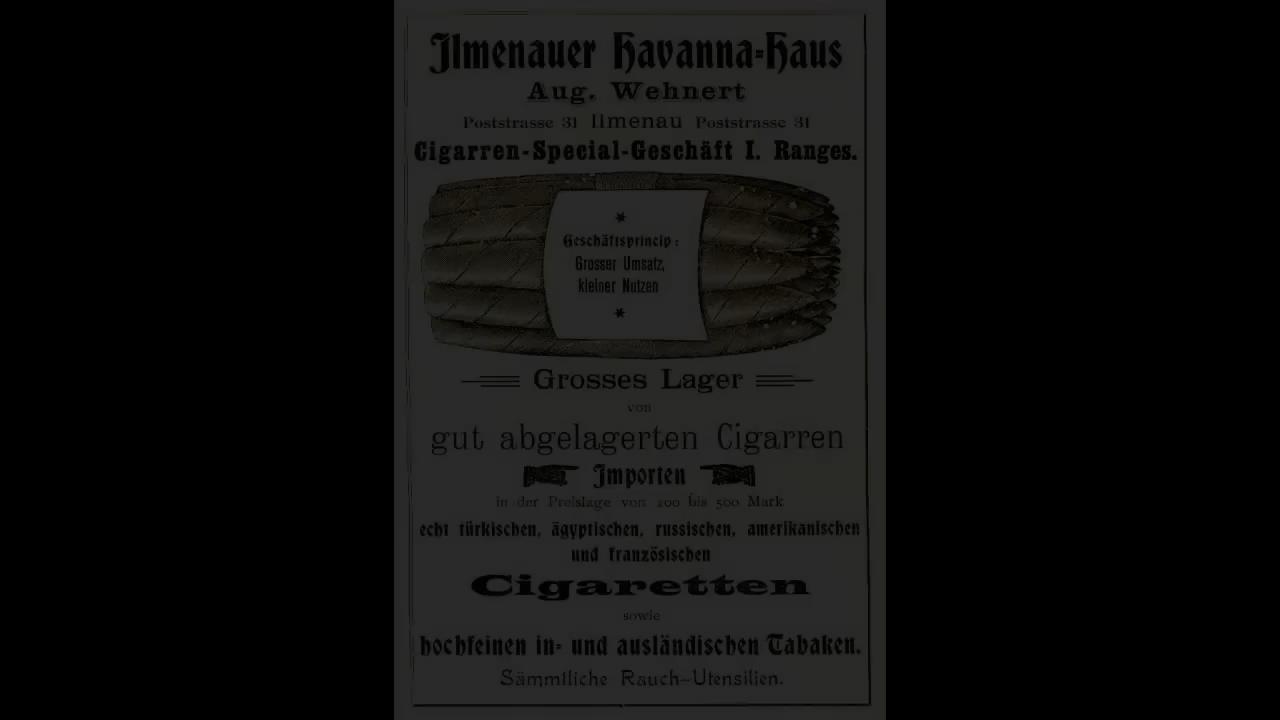 Ilmenauer Havanna-Haus
Aug. Wehnert
Poststrasse 31 Ilmenau Poststrasse 31
Cigarren-Special-Geschäft I. Ranges.
Geschäftsprincip:
Grosser Umsatz,
kleiner Nutzen
Grosses Lager
von
gut abgelagerten Cigarren
Importen
in der Preislage von 200 bis 500 Mark
echt türkischen, ägyptischen, russischen, amerikanischen
und französischen
Cigaretten
sowie
hochfeinen in- und ausländischen Tabaken.
Sämmtliche Rauch-Utensilien.